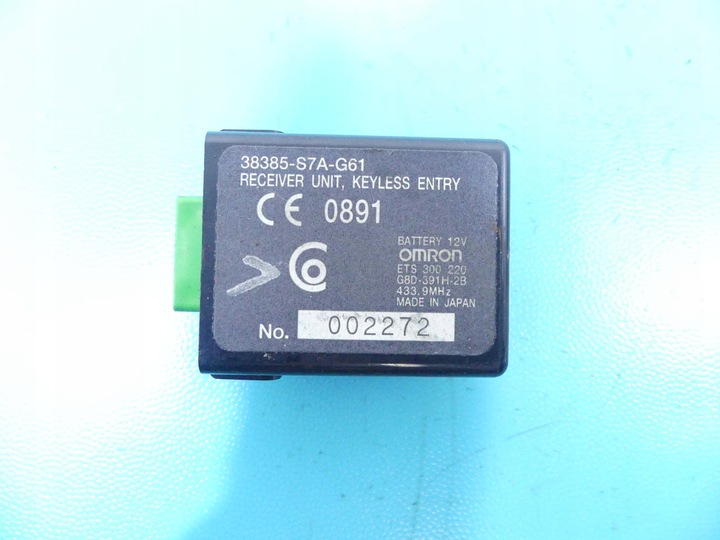 38385-S7A-G61
RECEIVER UNIT, KEYLESS ENTRY
CE 0891
BATTERY 12V
OMRON
ETS 300 220
G8D-391H-2B
433.9MHz
MADE IN JAPAN
No. 002272